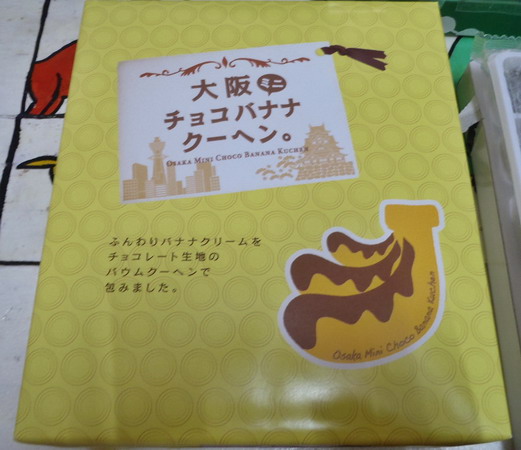 大阪ミニ
チョコバナナ
クーヘン。
OSAKA MINI CHOCO BANANA KUCHEN
ふんわりバナナクリームを
チョコレート生地の
バウムクーヘンで
包みました。
Osaka Mini Choco Banana Kuchen